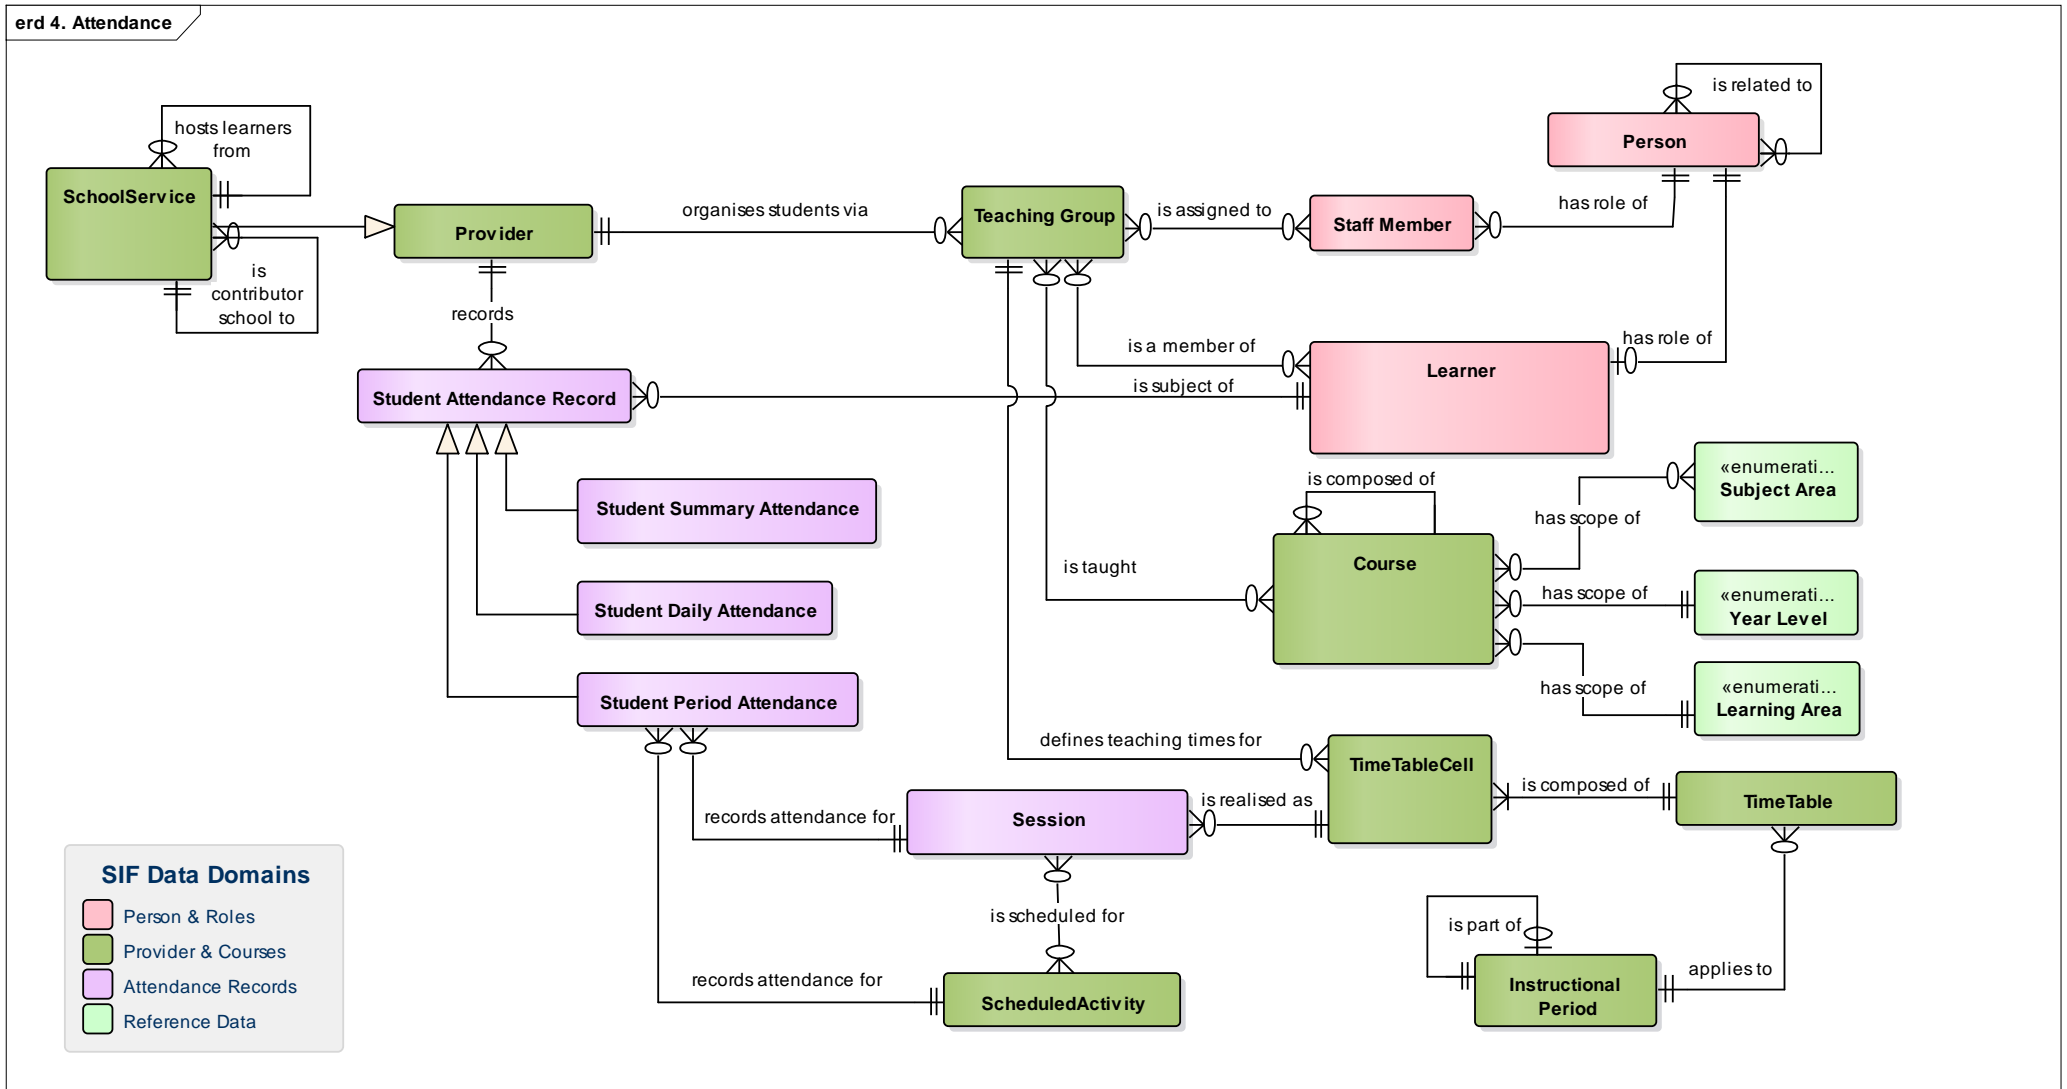 erd 4. Attendance
is related to
hosts learners
from
Person
SchoolService
organises students via
Teaching Group
is assigned to
Staff Member
has role of
Provider
is
contributor
school to
records
is a member of
has role of
Learner
is subject of
Student Attendance Record
is composed of
«enumerati...
Subject Area
has scope of
Student Summary Attendance
is taught
Course
has scope of
«enumerati...
Year Level
Student Daily Attendance
has scope of
«enumerati...
Learning Area
Student Period Attendance
defines teaching times for
TimeTableCell
is composed of
TimeTable
records attendance for
Session
is realised as
SIF Data Domains
Person & Roles
Provider & Courses
Attendance Records
Reference Data
is scheduled for
is part of
records attendance for
ScheduledActivity
Instructional
Period
applies to